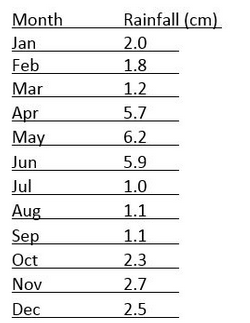 Month Rainfall (cm)
Jan 2.0
Feb 1.8
Mar 1.2
Apr 5.7
May 6.2
Jun 5.9
Jul 1.0
Aug 1.1
Sep 1.1
Oct 2.3
Nov 2.7
Dec 2.5